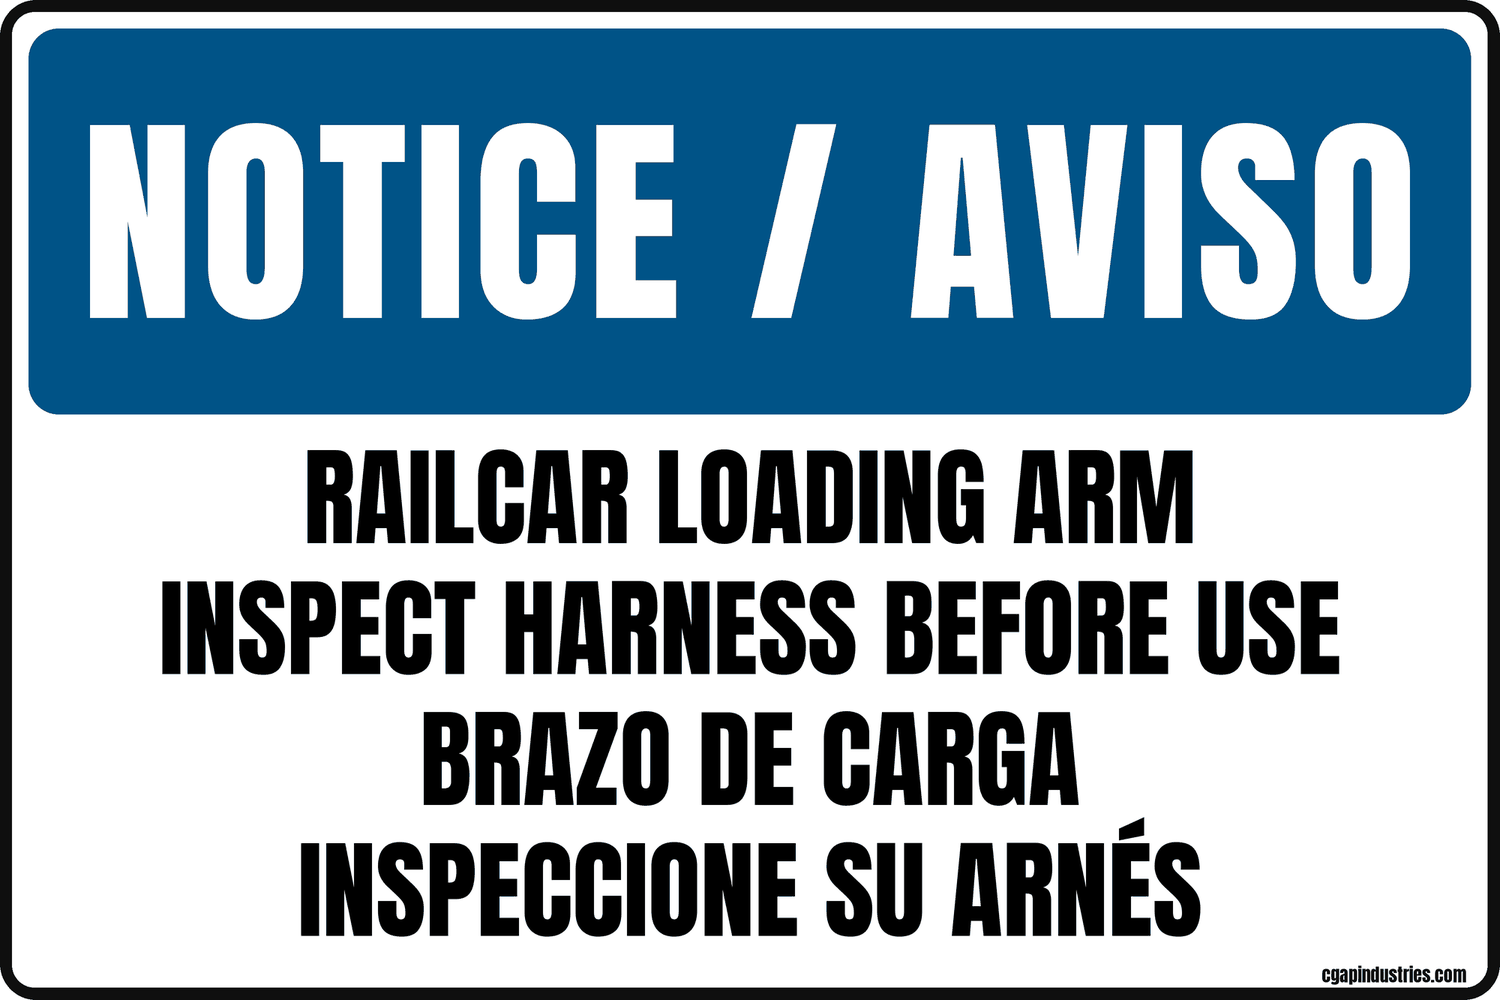 NOTICE / AVISO
RAILCAR LOADING ARM
INSPECT HARNESS BEFORE USE
BRAZO DE CARGA
INSPECCIONE SU ARNÉS
cgapindustries.com